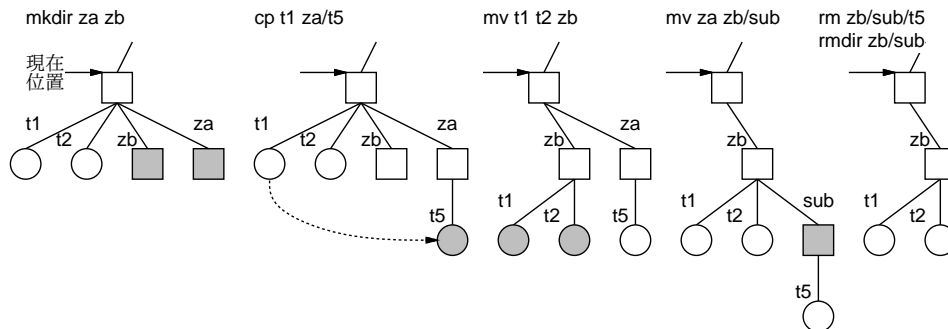 mkdir za zb
cp t1 za/t5
mv t1 t2 zb
mv za zb/sub
rm zb/sub/t5
rmdir zb/sub
現在
位置
t1
t2
zb
za
t1
t2
zb
za
t5
zb
za
t1
t2
t5
zb
t1
t2
sub
t5
zb
t1
t2